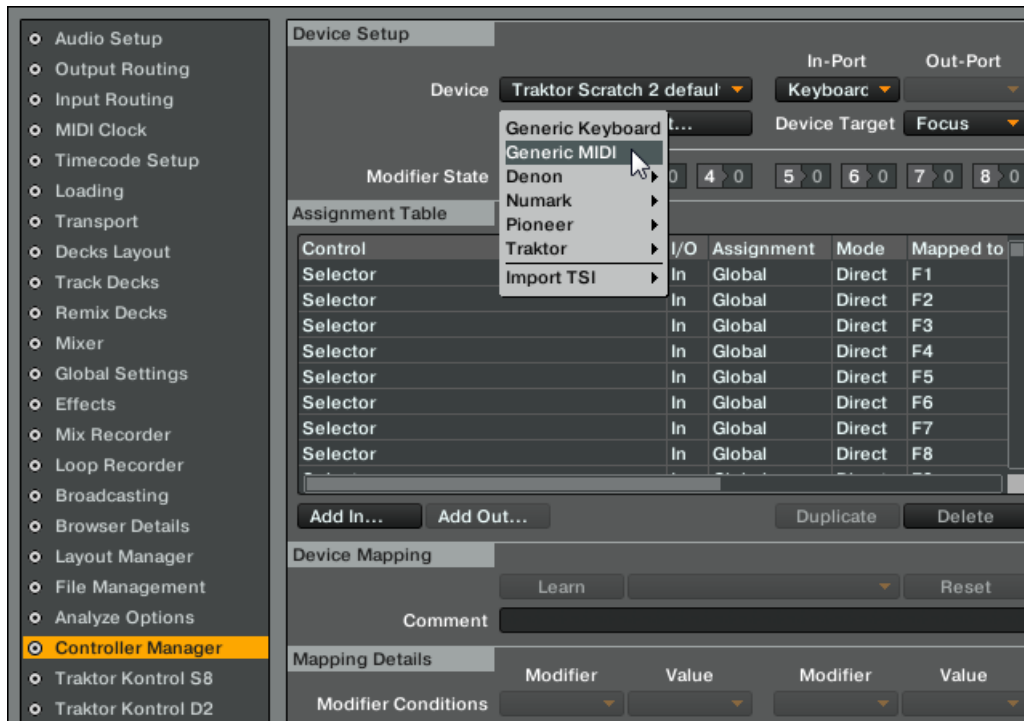 Audio Setup
Output Routing
Input Routing
MIDI Clock
Timecode Setup
Loading
Transport
Decks Layout
Track Decks
Remix Decks
Mixer
Global Settings
Effects
Mix Recorder
Loop Recorder
Broadcasting
Browser Details
Layout Manager
File Management
Analyze Options
Controller Manager
Traktor Kontrol S8
Traktor Kontrol D2
Device Setup
In-Port Out-Port
Device Traktor Scratch 2 defaul Keyboarc
t... Device Target Focus
Generic Keyboard
Generic MIDI
Denon
Numark
Pioneer
Traktor
Import TSI
Modifier State 0 4 0 5 0 6 0 7 0 8 0
Assignment Table
Control I/O Assignment Mode Mapped to
Selector In Global Direct F1
Selector In Global Direct F2
Selector In Global Direct F3
Selector In Global Direct F4
Selector In Global Direct F5
Selector In Global Direct F6
Selector In Global Direct F7
Selector In Global Direct F8
Add In... Add Out... Duplicate Delete
Device Mapping
Learn Reset
Comment
Mapping Details
Modifier Value Modifier Value
Modifier Conditions